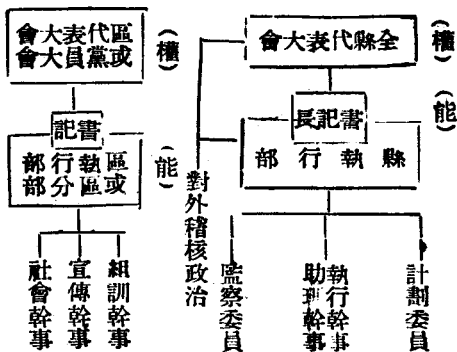 （權）
全縣代表大會
（能）
書記長
縣執行部
計劃委員
執行幹事
助理幹事
監察委員
對外稽核政治
（權）
區代表大會
或黨員大會
（能）
書記
區執行部
或區分部
組訓幹事
宣傳幹事
社會幹事